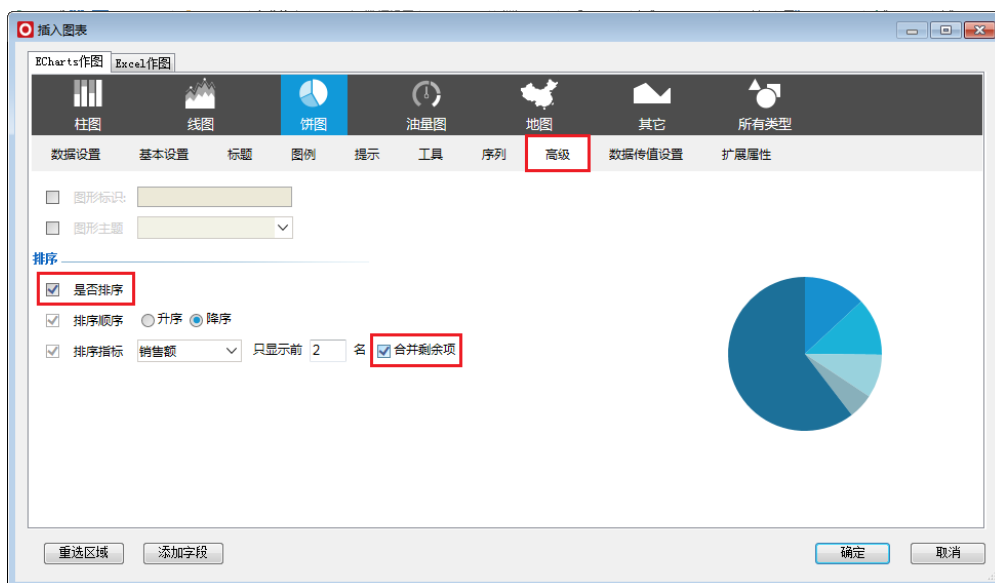 插入图表
ECharts作图 Excel作图
柱图 线图 饼图 油量图 地图 其它 所有类型
数据设置 基本设置 标题 图例 提示 工具 序列 高级 数据传值设置 扩展属性
图形标识:
图形主题
排序
是否排序
排序顺序 升序 降序
排序指标 销售额 只显示前 2 名 合并剩余项
重选区域 添加字段 确定 取消